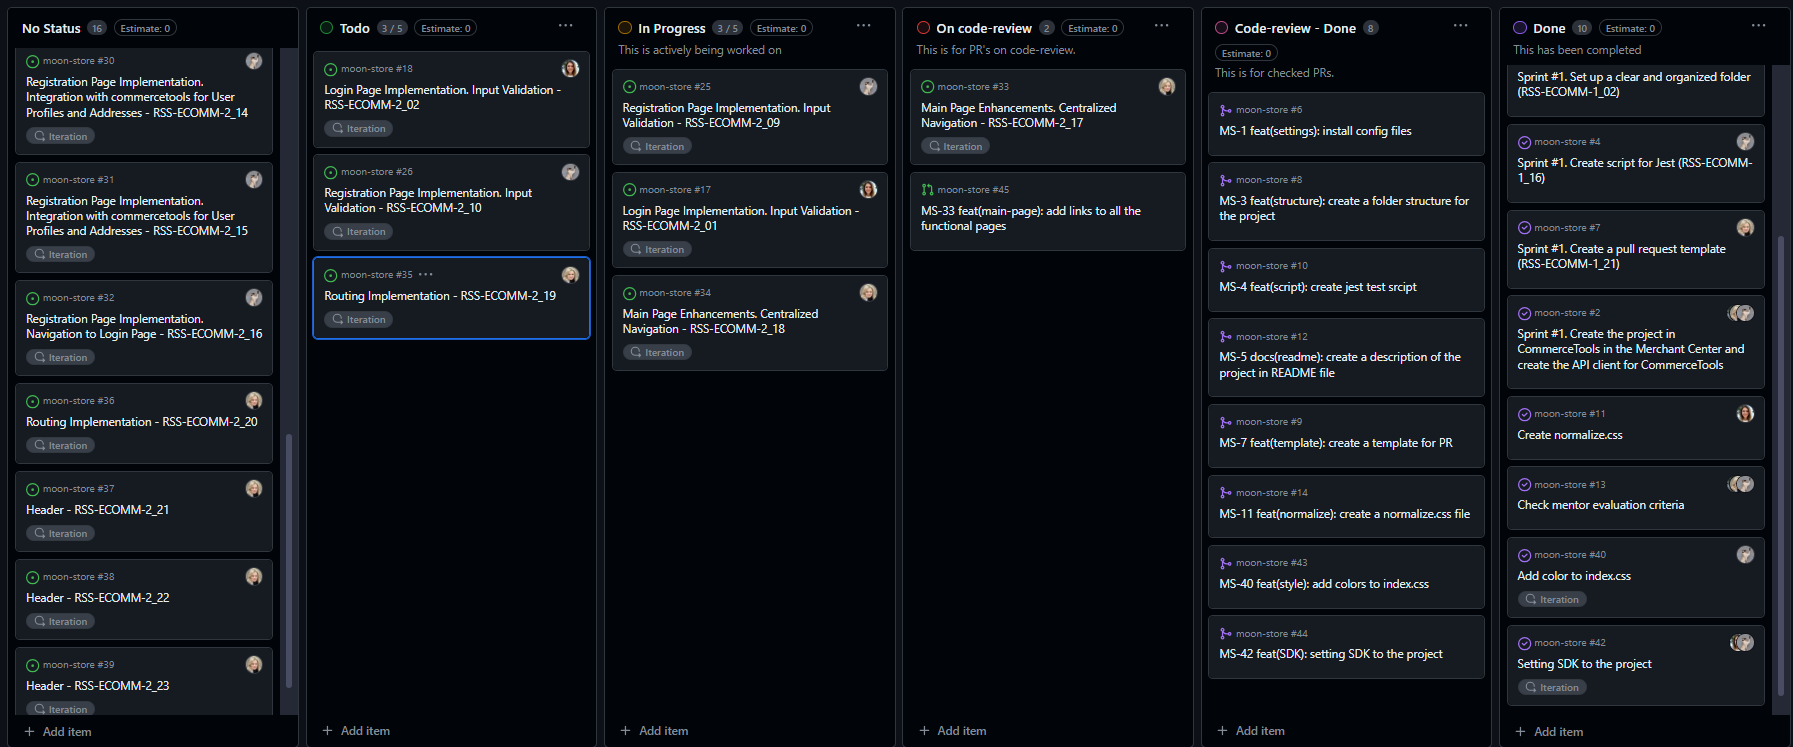 No Status 16 Estimate: 0
moon-store #30
Registration Page Implementation.
Integration with commercetools for User
Profiles and Addresses - RSS-ECOMM-2_14
Iteration
moon-store #31
Registration Page Implementation.
Integration with commercetools for User
Profiles and Addresses - RSS-ECOMM-2_15
Iteration
moon-store #32
Registration Page Implementation.
Navigation to Login Page - RSS-ECOMM-2_16
Iteration
moon-store #36
Routing Implementation - RSS-ECOMM-2_20
Iteration
moon-store #37
Header - RSS-ECOMM-2_21
Iteration
moon-store #38
Header - RSS-ECOMM-2_22
Iteration
moon-store #39
Header - RSS-ECOMM-2_23
Iteration
+ Add item
Todo 3 / 5 Estimate: 0
moon-store #18
Login Page Implementation. Input Validation -
RSS-ECOMM-2_02
Iteration
moon-store #26
Registration Page Implementation. Input
Validation - RSS-ECOMM-2_10
Iteration
moon-store #35
Routing Implementation - RSS-ECOMM-2_19
Iteration
+ Add item
In Progress 3 / 5 Estimate: 0
This is actively being worked on
moon-store #25
Registration Page Implementation. Input
Validation - RSS-ECOMM-2_09
Iteration
moon-store #17
Login Page Implementation. Input Validation -
RSS-ECOMM-2_01
Iteration
moon-store #34
Main Page Enhancements. Centralized
Navigation - RSS-ECOMM-2_18
Iteration
+ Add item
On code-review 2 Estimate: 0
This is for PR's on code-review.
moon-store #33
Main Page Enhancements. Centralized
Navigation - RSS-ECOMM-2_17
Iteration
moon-store #45
MS-33 feat(main-page): add links to all the
functional pages
+ Add item
Code-review - Done 8
Estimate: 0
This is for checked PRs.
moon-store #6
MS-1 feat(settings): install config files
moon-store #8
MS-3 feat(structure): create a folder structure for
the project
moon-store #10
MS-4 feat(script): create jest test srcipt
moon-store #12
MS-5 docs(readme): create a description of the
project in README file
moon-store #9
MS-7 feat(template): create a template for PR
moon-store #14
MS-11 feat(normalize): create a normalize.css file
moon-store #43
MS-40 feat(style): add colors to index.css
moon-store #44
MS-42 feat(SDK): setting SDK to the project
+ Add item
Done 10 Estimate: 0
This has been completed
Sprint #1. Set up a clear and organized folder
(RSS-ECOMM-1_02)
moon-store #4
Sprint #1. Create script for Jest (RSS-ECOMM-
1_16)
moon-store #7
Sprint #1. Create a pull request template
(RSS-ECOMM-1_21)
moon-store #2
Sprint #1. Create the project in
CommerceTools in the Merchant Center and
create the API client for CommerceTools
moon-store #11
Create normalize.css
moon-store #13
Check mentor evaluation criteria
moon-store #40
Add color to index.css
Iteration
moon-store #42
Setting SDK to the project
Iteration
+ Add item